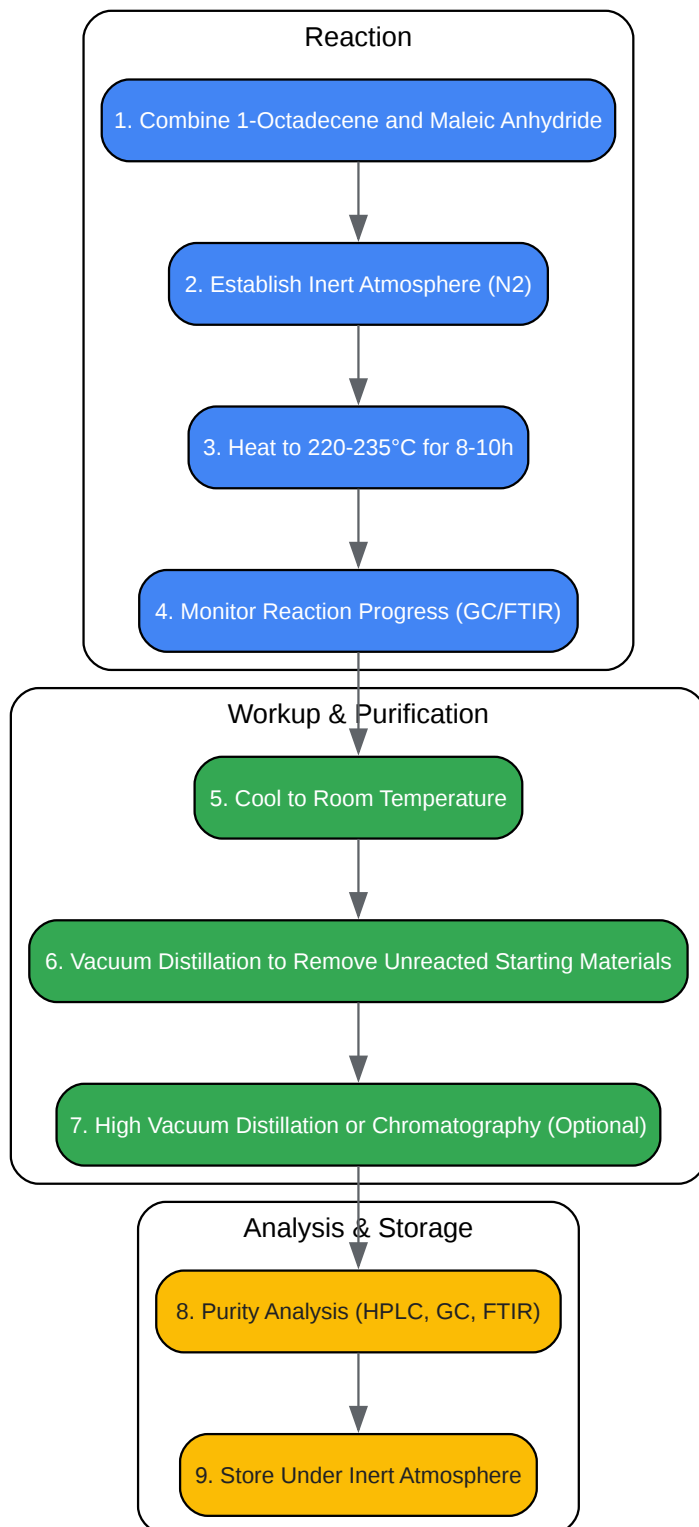 Reaction
1. Combine 1-Octadecene and Maleic Anhydride
2. Establish Inert Atmosphere (N2)
3. Heat to 220-235°C for 8-10h
4. Monitor Reaction Progress (GC/FTIR)
Workup & Purification
5. Cool to Room Temperature
6. Vacuum Distillation to Remove Unreacted Starting Materials
7. High Vacuum Distillation or Chromatography (Optional)
Analysis & Storage
8. Purity Analysis (HPLC, GC, FTIR)
9. Store Under Inert Atmosphere